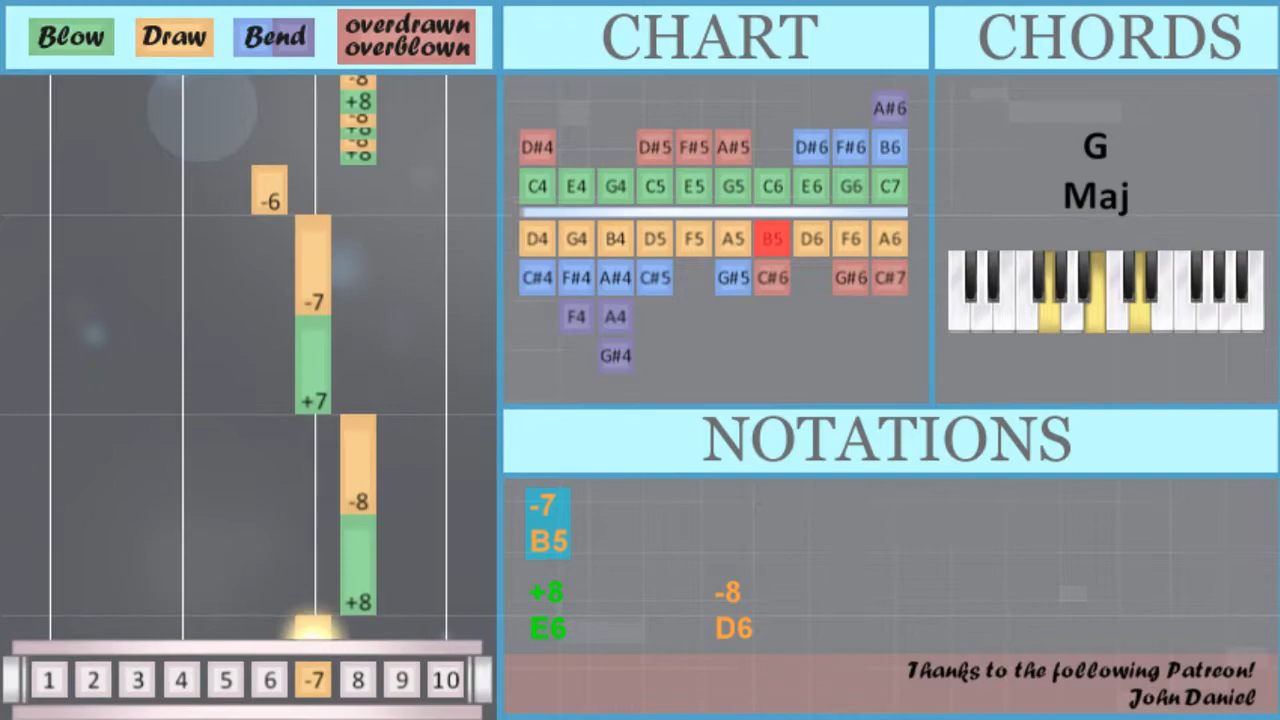 Blow Draw Bend overdrawn
overblown
CHART
CHORDS
-8
+8
-8
+8
-8
+8
-6
-7
+7
-8
+8
1 2 3 4 5 6 -7 8 9 10
A#6
D#4 D#5 F#5 A#5 D#6 F#6 B6
C4 E4 G4 C5 E5 G5 C6 E6 G6 C7
D4 G4 B4 D5 F5 A5 B5 D6 F6 A6
C#4 F#4 A#4 C#5 G#5 C#6 G#6 C#7
F4 A4
G#4
G
Maj
NOTATIONS
-7
B5
+8 -8
E6 D6
Thanks to the following Patreon!
John Daniel